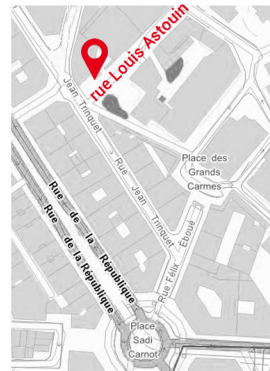 rue Louis Astouin
Jean Trinquet
Rue Jean Trinquet
Place des
Grands
Carmes
Rue Félix Éboué
Rue de la République
Rue de la République
Place
Sadi
Carnot